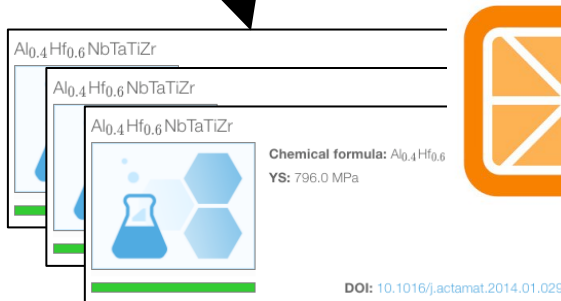 Al₀.₄Hf₀.₆NbTaTiZr
Al₀.₄Hf₀.₆NbTaTiZr
Al₀.₄Hf₀.₆NbTaTiZr
Chemical formula: Al₀.₄Hf₀.₆
YS: 796.0 MPa
DOI: 10.1016/j.actamat.2014.01.029